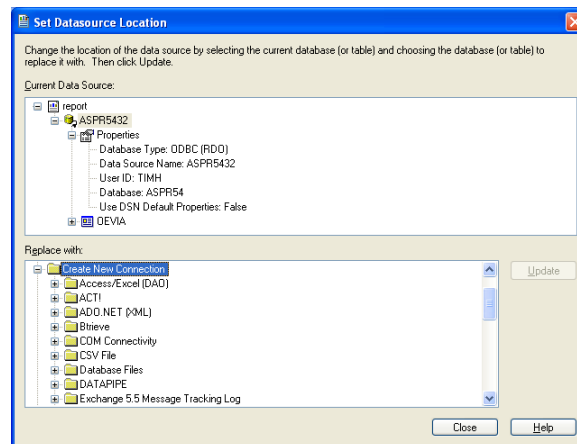 Set Datasource Location
Change the location of the data source by selecting the current database (or table) and choosing the database (or table) to
replace it with. Then click Update.
Current Data Source:
report
ASPR5432
Properties
Database Type: ODBC (RDO)
Data Source Name: ASPR5432
User ID: TIMH
Database: ASPR54
Use DSN Default Properties: False
OEVIA
Replace with:
Create New Connection
Update
Access/Excel (DAO)
ACT!
ADO.NET (XML)
Btrieve
COM Connectivity
CSV File
Database Files
DATAPIPE
Exchange 5.5 Message Tracking Log
Close
Help